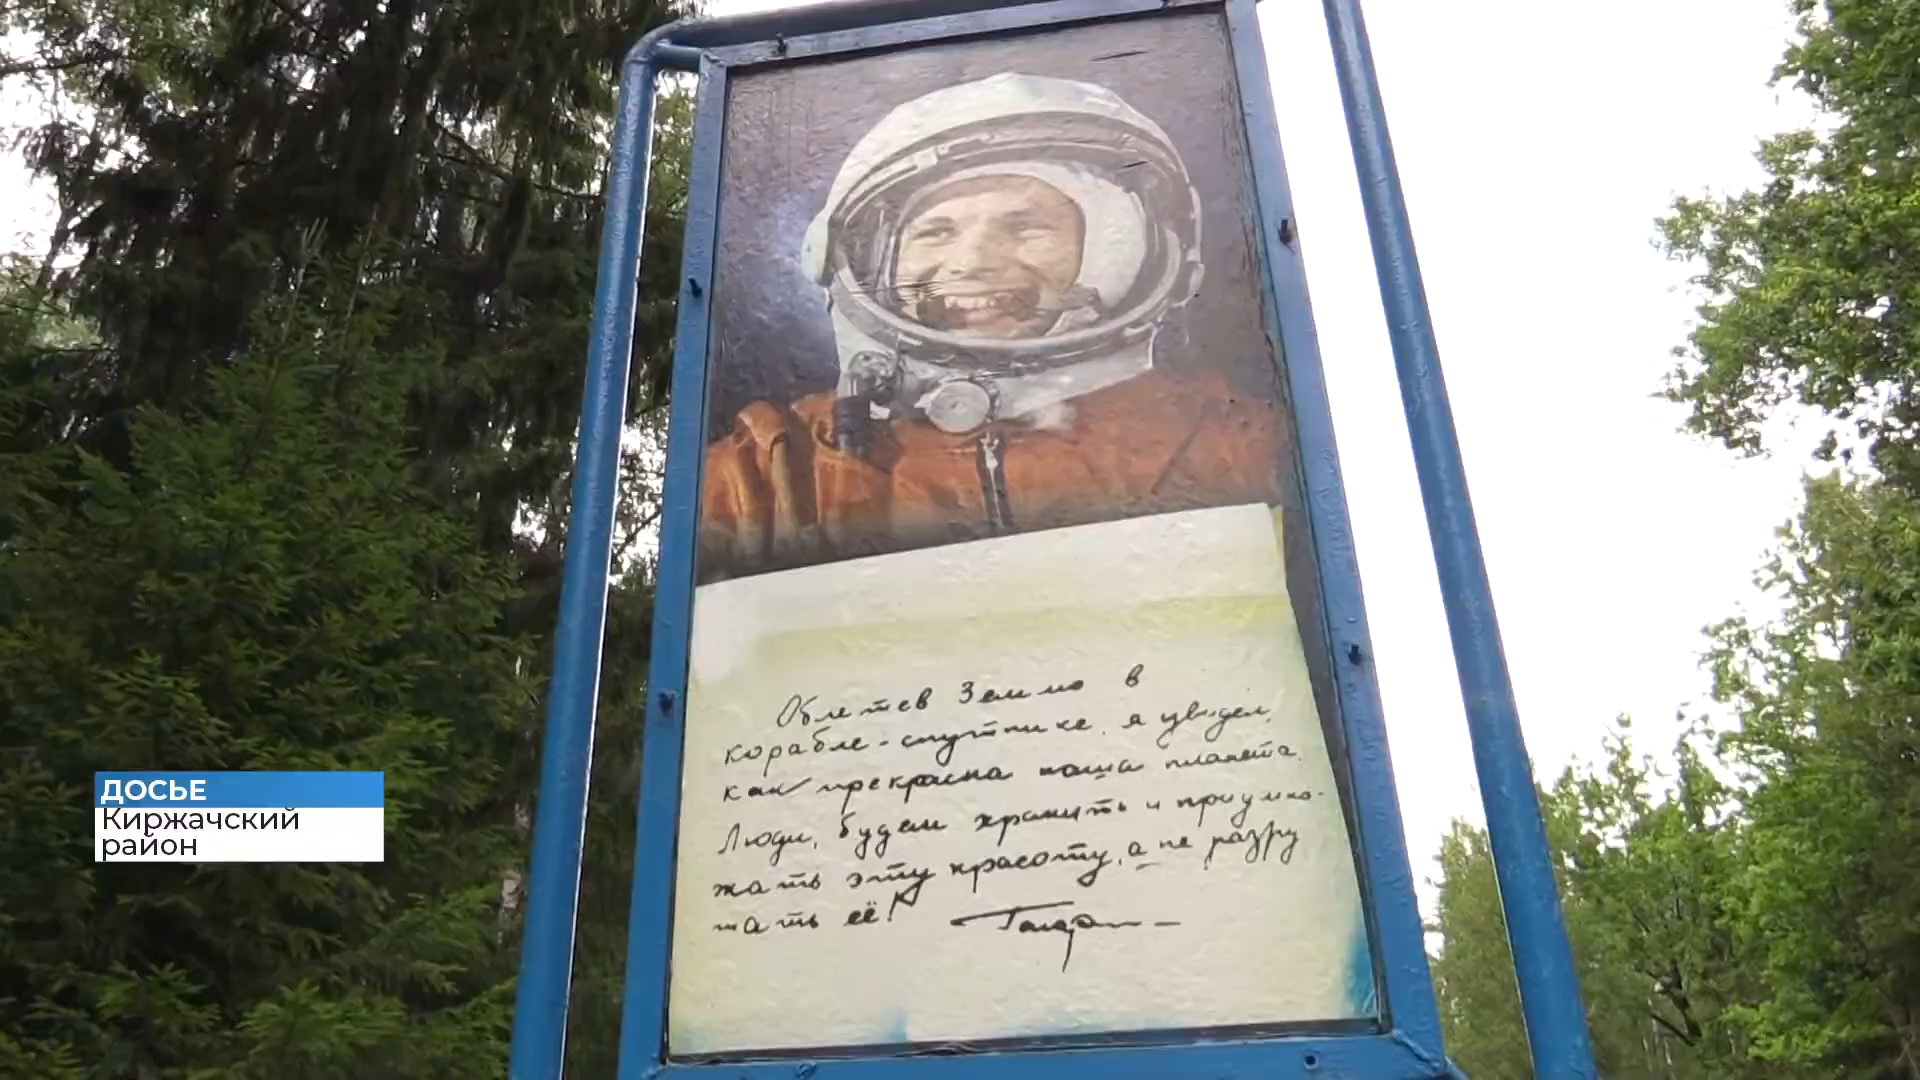 Облетев Землю в
корабле-спутнике, я увидел,
как прекрасна наша планета.
Люди, будем хранить и приумно-
жать эту красоту, а не разру
шать её!
Гагарин
ДОСЬЕ
Киржачский
район